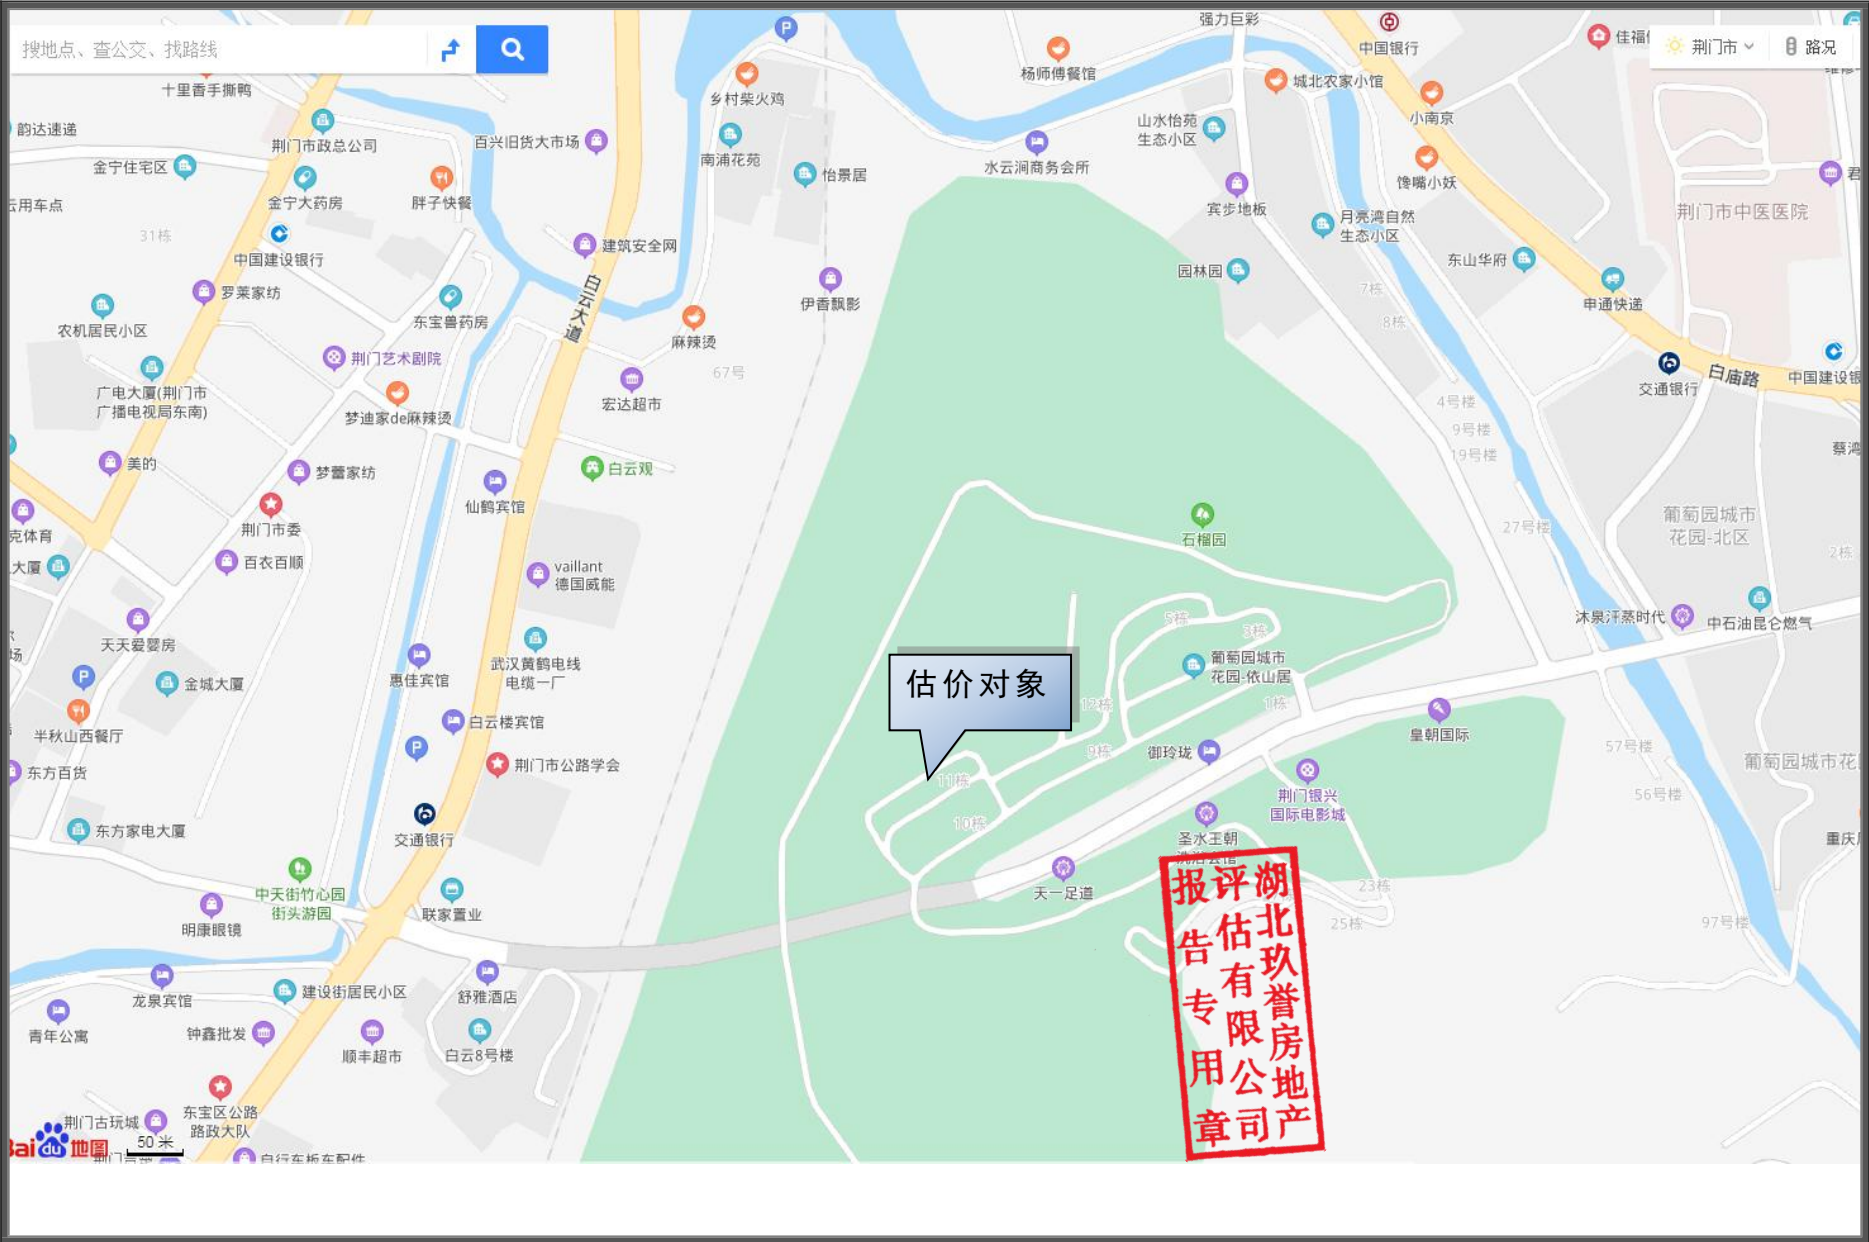 强力巨彩
搜地点、查公交、找路线
中国银行
荆门市
路况
杨师傅餐馆
城北农家小馆
十里香手撕鸭
乡村柴火鸡
小南京
韵达速递
荆门市政总公司
百兴旧货大市场
南浦花苑
山水怡苑
生态小区
金宁住宅区
水云涧商务会所
怡景居
馋嘴小妖
金宁大药房
胖子快餐
宾步地板
月亮湾自然
生态小区
荆门市中医医院
31栋
建筑安全网
中国建设银行
东山华府
园林园
罗莱家纺
伊香飘影
7栋
申通快递
农机居民小区
东宝兽药房
白云大道
8栋
麻辣烫
荆门艺术剧院
67号
白庙路
交通银行
中国建设银
广电大厦(荆门市
广播电视局东南)
梦迪家de麻辣烫
宏达超市
4号楼
9号楼
19号楼
美的
梦蕾家纺
白云观
仙鹤宾馆
荆门市委
石榴园
27号楼
葡萄园城市
花园-北区
2栋
百衣百顺
vaillant
德国威能
天天爱婴房
5栋
3栋
沐泉汗蒸时代
中石油昆仑燃气
武汉黄鹤电线
电缆一厂
惠佳宾馆
金城大厦
葡萄园城市
花园-依山居
估价对象
12栋
1栋
白云楼宾馆
半秋山西餐厅
皇朝国际
9栋
御玲珑
57号楼
荆门市公路学会
东方百货
11栋
荆门银兴
国际电影城
葡萄园城市花
56号楼
10栋
东方家电大厦
交通银行
圣水王朝
洗浴会馆
天一足道
23栋
中天街竹心园
街头游园
联家置业
明康眼镜
25栋
97号楼
龙泉宾馆
建设街居民小区
舒雅酒店
青年公寓
钟鑫批发
顺丰超市
白云8号楼
东宝区公路
路政大队
荆门古玩城
Bai du 地图
50 米
自行车板车配件
湖北玖誉房地产
评估有限公司
报告专用章